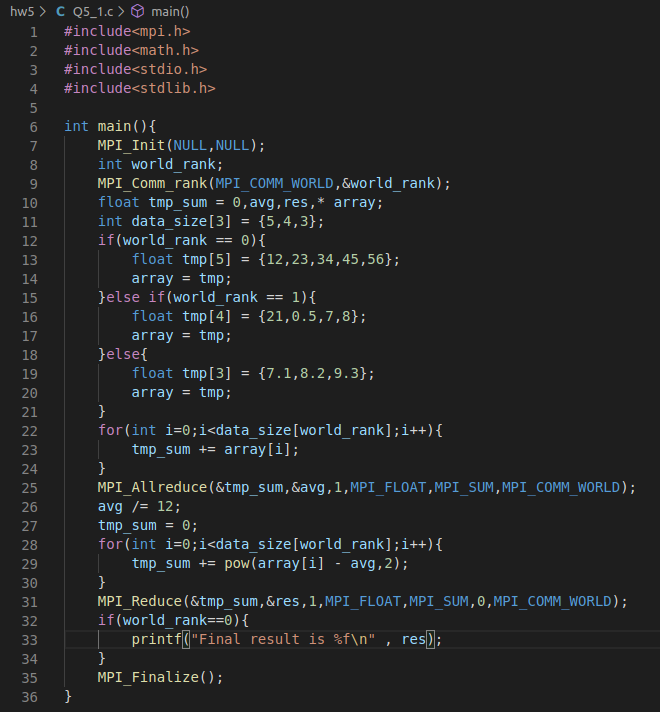 hw5 > C Q5_1.c > main()
1 #include<mpi.h>
2 #include<math.h>
3 #include<stdio.h>
4 #include<stdlib.h>
5
6 int main(){
7     MPI_Init(NULL,NULL);
8     int world_rank;
9     MPI_Comm_rank(MPI_COMM_WORLD,&world_rank);
10     float tmp_sum = 0,avg,res,* array;
11     int data_size[3] = {5,4,3};
12     if(world_rank == 0){
13         float tmp[5] = {12,23,34,45,56};
14         array = tmp;
15     }else if(world_rank == 1){
16         float tmp[4] = {21,0.5,7,8};
17         array = tmp;
18     }else{
19         float tmp[3] = {7.1,8.2,9.3};
20         array = tmp;
21     }
22     for(int i=0;i<data_size[world_rank];i++){
23         tmp_sum += array[i];
24     }
25     MPI_Allreduce(&tmp_sum,&avg,1,MPI_FLOAT,MPI_SUM,MPI_COMM_WORLD);
26     avg /= 12;
27     tmp_sum = 0;
28     for(int i=0;i<data_size[world_rank];i++){
29         tmp_sum += pow(array[i] - avg,2);
30     }
31     MPI_Reduce(&tmp_sum,&res,1,MPI_FLOAT,MPI_SUM,0,MPI_COMM_WORLD);
32     if(world_rank==0){
33         printf("Final result is %f\n" , res);
34     }
35     MPI_Finalize();
36 }